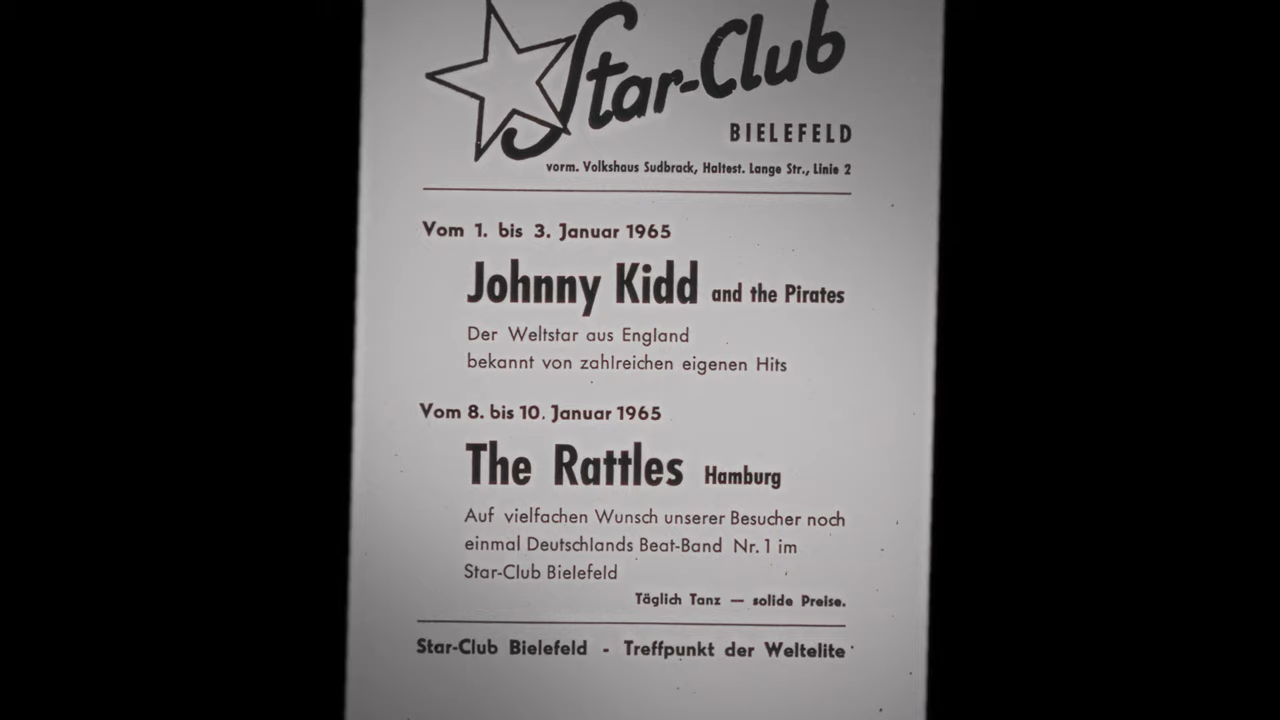 Star-Club
BIELEFELD
vorm. Volkshaus Sudbrack, Haltest. Lange Str., Linie 2
Vom 1. bis 3. Januar 1965
Johnny Kidd and the Pirates
Der Weltstar aus England
bekannt von zahlreichen eigenen Hits
Vom 8. bis 10. Januar 1965
The Rattles Hamburg
Auf vielfachen Wunsch unserer Besucher noch
einmal Deutschlands Beat-Band Nr. 1 im
Star-Club Bielefeld
Täglich Tanz — solide Preise.
Star-Club Bielefeld - Treffpunkt der Weltelite